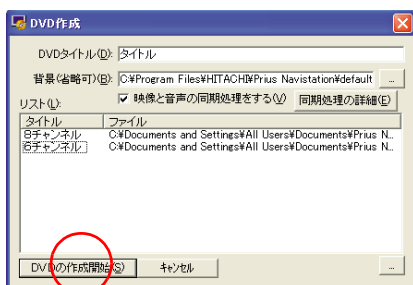 DVD作成
DVDタイトル(D): タイトル
背景(省略可)(B): C:¥Program Files¥HITACHI¥Prius Navistation¥default ...
リスト(L): 映像と音声の同期処理をする(V) 同期処理の詳細(E)
タイトル ファイル
8チャンネル C:¥Documents and Settings¥All Users¥Documents¥Prius N...
6チャンネル C:¥Documents and Settings¥All Users¥Documents¥Prius N...
DVDの作成開始(S) キャンセル ...